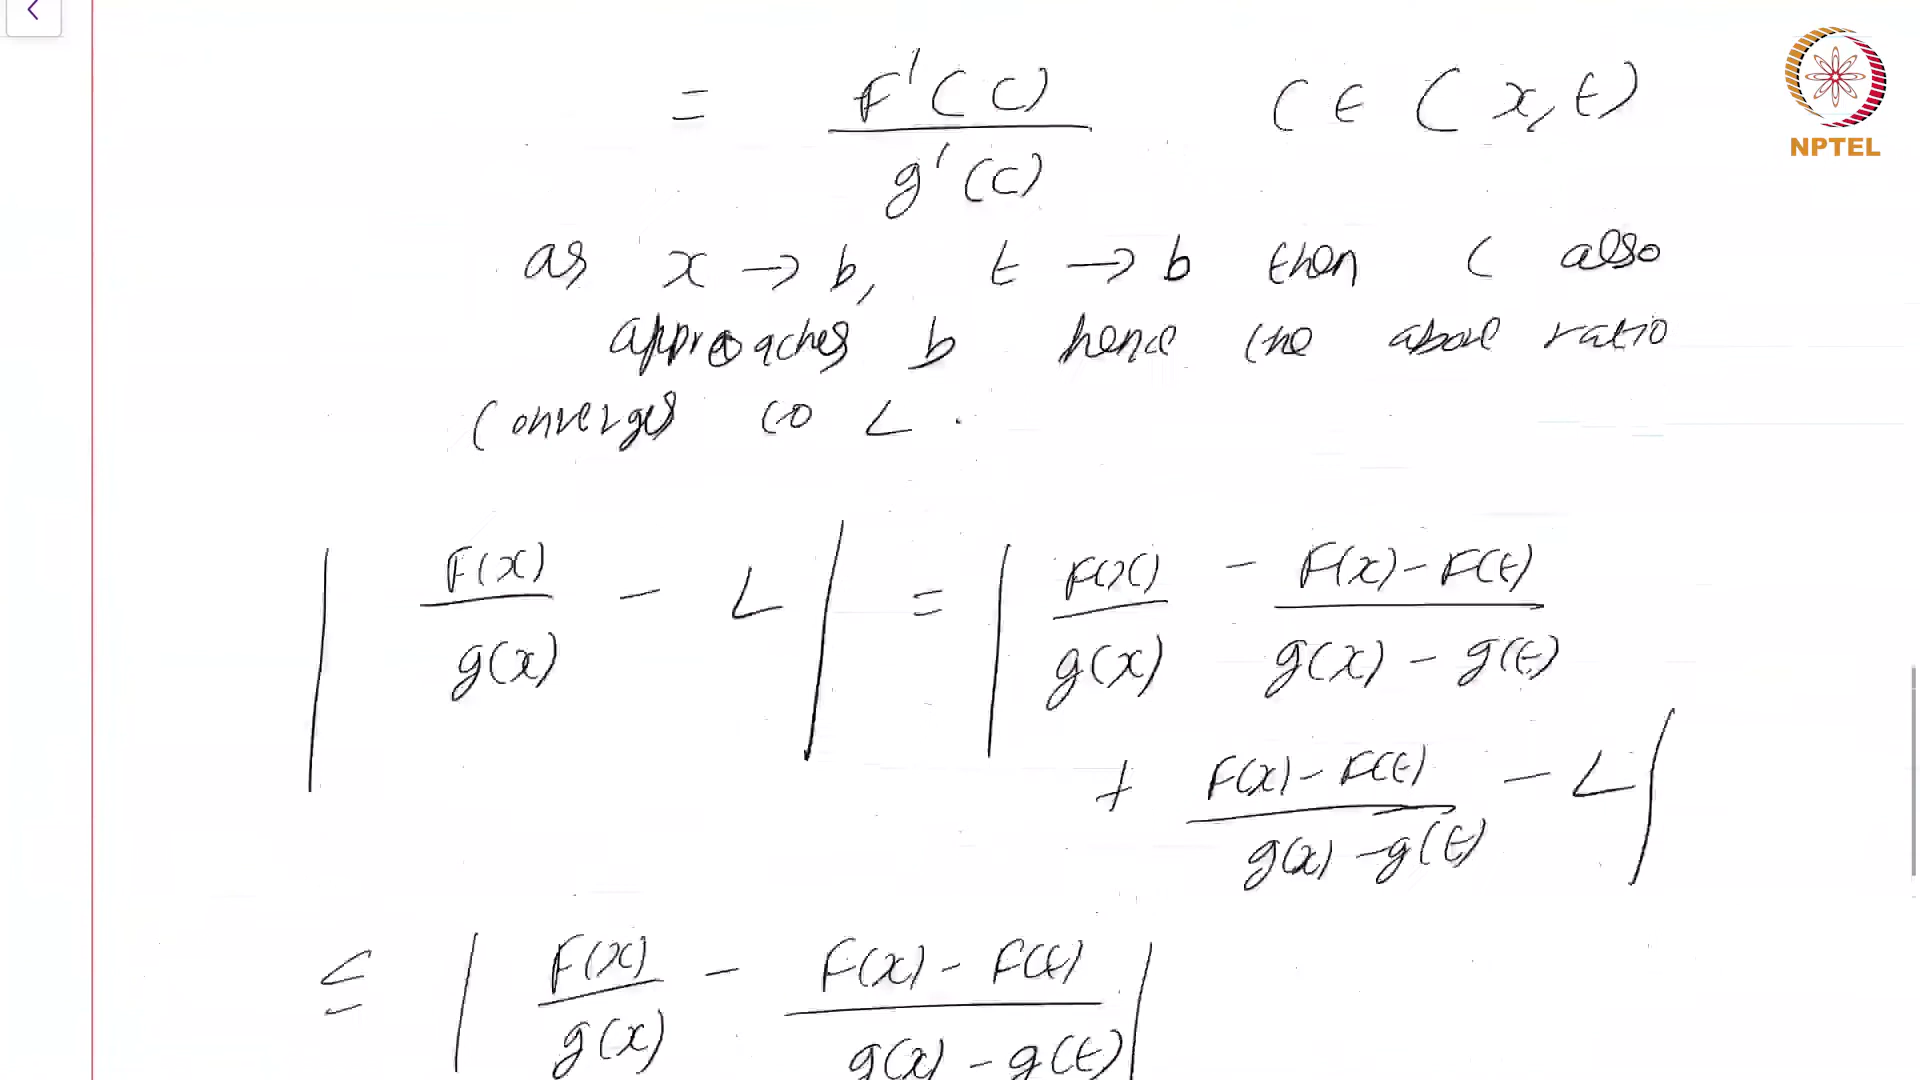 = F'(c) / g'(c)    c ∈ (x, t)
NPTEL
as x → b, t → b then c also
approaches b hence the above ratio
converges to L .
| F(x) / g(x) - L | = | F(x) / g(x) - F(x) - F(t) / g(x) - g(t)
+ F(x) - F(t) / g(x) - g(t) - L |
≤ | F(x) / g(x) - F(x) - F(t) / g(x) - g(t) |